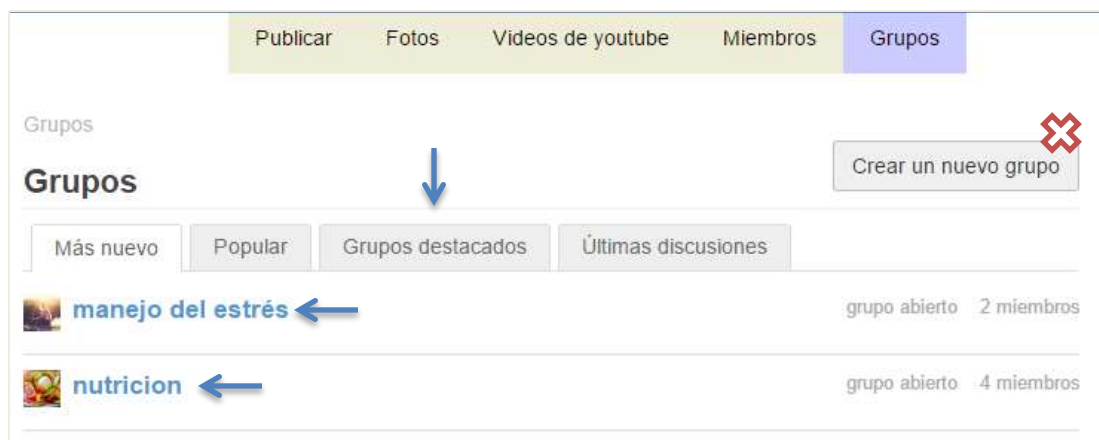 Publicar Fotos Videos de youtube Miembros Grupos
Grupos
Crear un nuevo grupo
Grupos
Más nuevo Popular Grupos destacados Últimas discusiones
manejo del estrés grupo abierto 2 miembros
nutricion grupo abierto 4 miembros